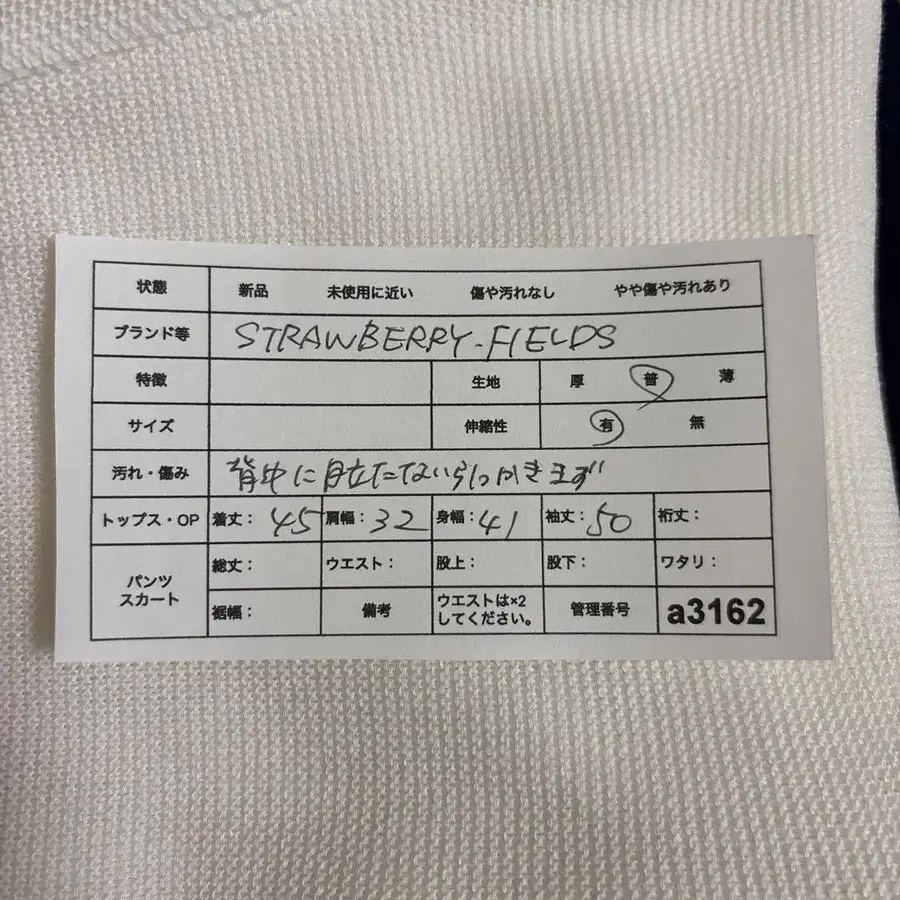 状態 新品 未使用に近い 傷や汚れなし やや傷や汚れあり
ブランド等 STRAWBERRY-FIELDS
特徴 生地 厚 普 薄
サイズ 伸縮性 有 無
汚れ・傷み 背中に目立たない引っかきキズ
トップス・OP 着丈: 45 肩幅: 32 身幅: 41 袖丈: 50 裄丈:
パンツ スカート 総丈: ウエスト: 股上: 股下: ワタリ:
裾幅: 備考 ウエストは×2してください。 管理番号 a3162